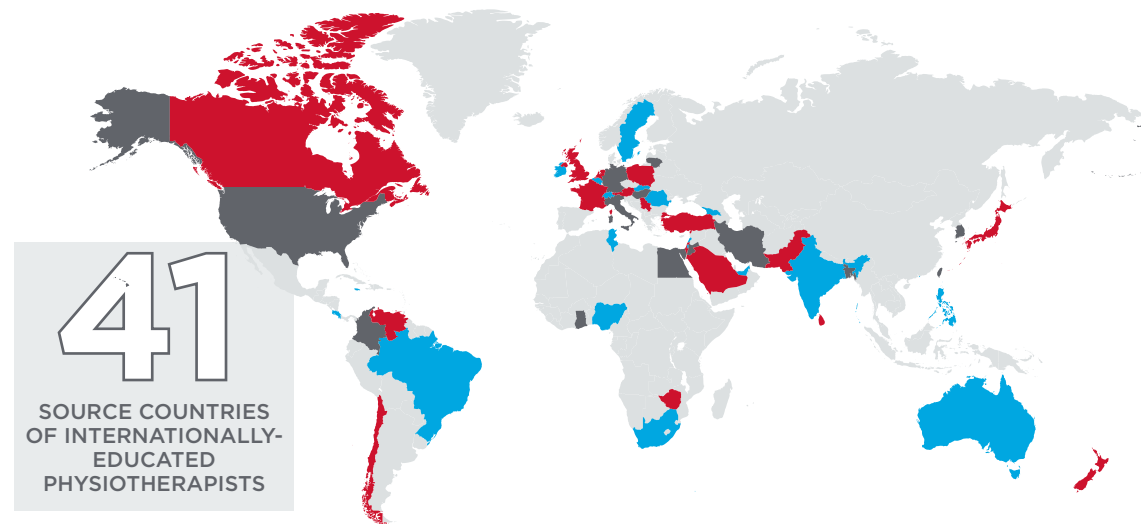 41
SOURCE COUNTRIES
OF INTERNATIONALLY-
EDUCATED
PHYSIOTHERAPISTS